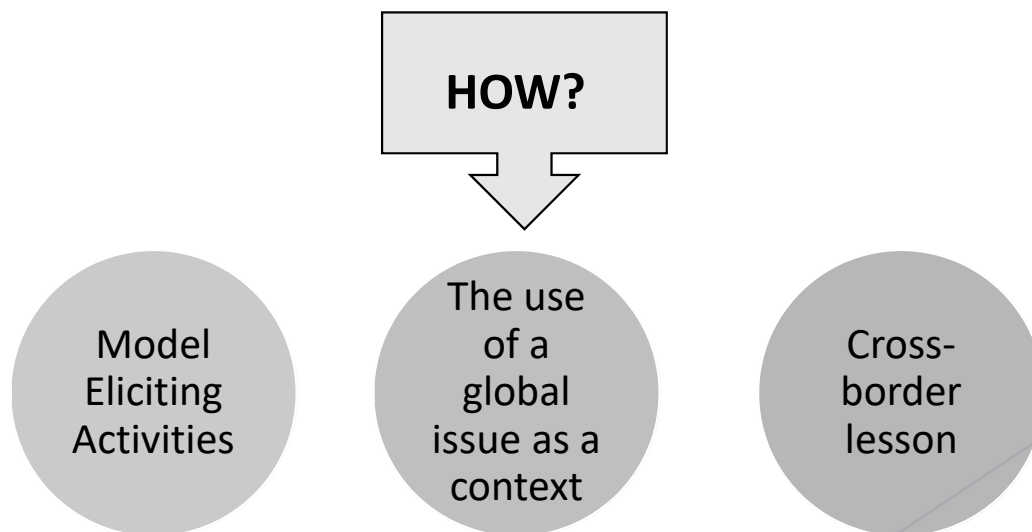 HOW?
Model
Eliciting
Activities
The use
of a
global
issue as a
context
Cross-
border
lesson